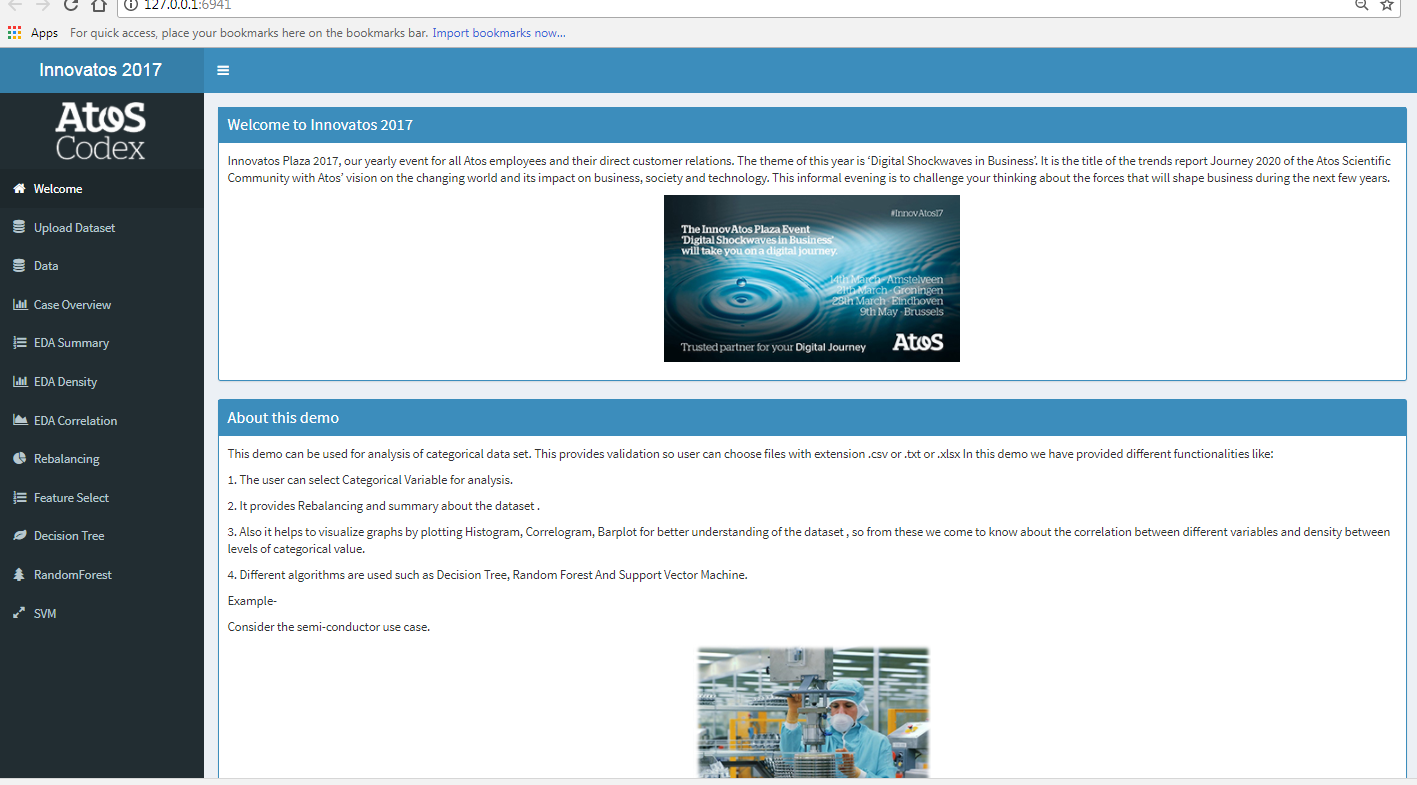 127.0.0.1:6941
Apps For quick access, place your bookmarks here on the bookmarks bar. Import bookmarks now...
Innovatos 2017
Atos
Codex
Welcome
Upload Dataset
Data
Case Overview
EDA Summary
EDA Density
EDA Correlation
Rebalancing
Feature Select
Decision Tree
RandomForest
SVM
Welcome to Innovatos 2017
Innovatos Plaza 2017, our yearly event for all Atos employees and their direct customer relations. The theme of this year is ‘Digital Shockwaves in Business’. It is the title of the trends report Journey 2020 of the Atos Scientific
Community with Atos’ vision on the changing world and its impact on business, society and technology. This informal evening is to challenge your thinking about the forces that will shape business during the next few years.
#InnovAtos17
The InnovAtos Plaza Event
'Digital Shockwaves in Business'
will take you on a digital journey.
14th March - Amstelveen
21th March - Groningen
28th March - Eindhoven
9th May - Brussels
Trusted partner for your Digital Journey
Atos
About this demo
This demo can be used for analysis of categorical data set. This provides validation so user can choose files with extension .csv or .txt or .xlsx In this demo we have provided different functionalities like:
1. The user can select Categorical Variable for analysis.
2. It provides Rebalancing and summary about the dataset .
3. Also it helps to visualize graphs by plotting Histogram, Correlogram, Barplot for better understanding of the dataset , so from these we come to know about the correlation between different variables and density between
levels of categorical value.
4. Different algorithms are used such as Decision Tree, Random Forest And Support Vector Machine.
Example-
Consider the semi-conductor use case.